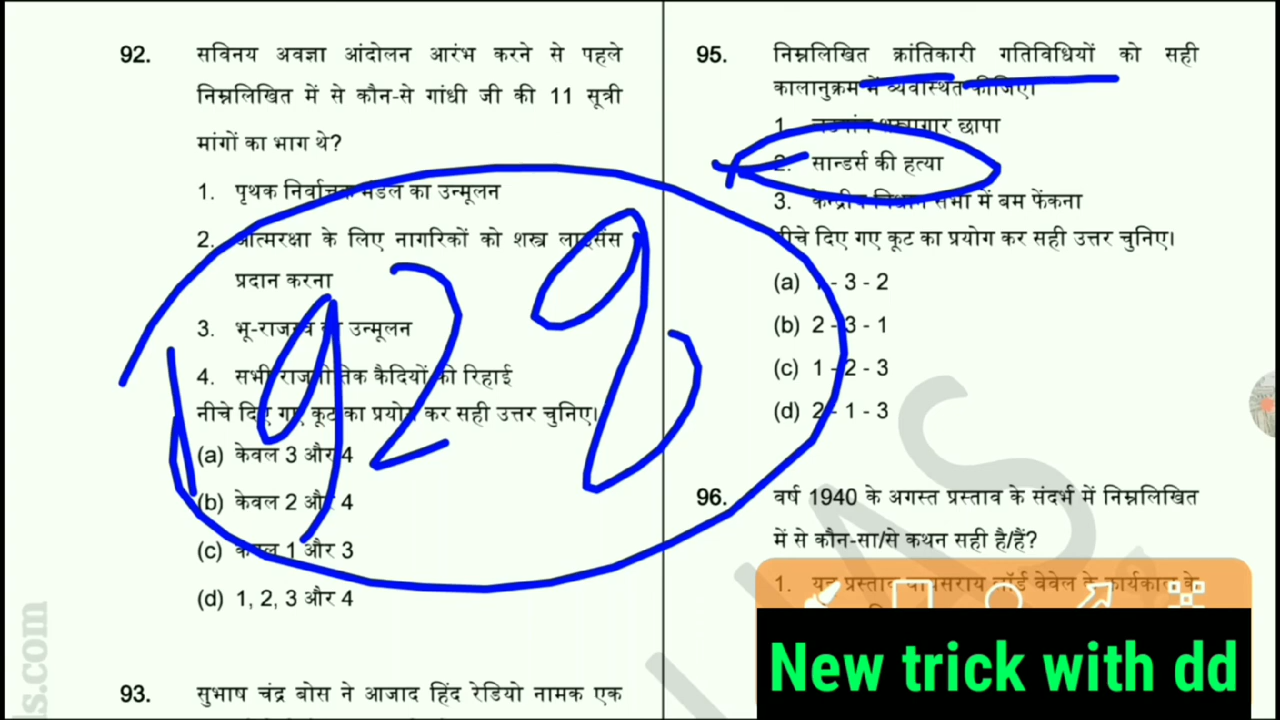 92. सविनय अवज्ञा आंदोलन आरंभ करने से पहले
निम्नलिखित में से कौन-से गांधी जी की 11 सूत्री
मांगों का भाग थे?
1. पृथक निर्वाचक मंडल का उन्मूलन
2. आत्मरक्षा के लिए नागरिकों को शस्त्र लाइसेंस
प्रदान करना
3. भू-राजस्व का उन्मूलन
4. सभी राजनीतिक कैदियों की रिहाई
नीचे दिए गए कूट का प्रयोग कर सही उत्तर चुनिए।
(a) केवल 3 और 4
(b) केवल 2 और 4
(c) केवल 1 और 3
(d) 1, 2, 3 और 4
93. सुभाष चंद्र बोस ने आजाद हिंद रेडियो नामक एक
95. निम्नलिखित क्रांतिकारी गतिविधियों को सही
कालानुक्रम में व्यवस्थित कीजिए।
1. शस्त्रागार छापा
2. सान्डर्स की हत्या
3. केन्द्रीय विधान सभा में बम फेंकना
नीचे दिए गए कूट का प्रयोग कर सही उत्तर चुनिए।
(a) 1 - 3 - 2
(b) 2 - 3 - 1
(c) 1 - 2 - 3
(d) 2 - 1 - 3
96. वर्ष 1940 के अगस्त प्रस्ताव के संदर्भ में निम्नलिखित
में से कौन-सा/से कथन सही है/हैं?
1. यह प्रस्ताव वायसराय लॉर्ड वेवेल के कार्यकाल के
192
New trick with dd
ls.com